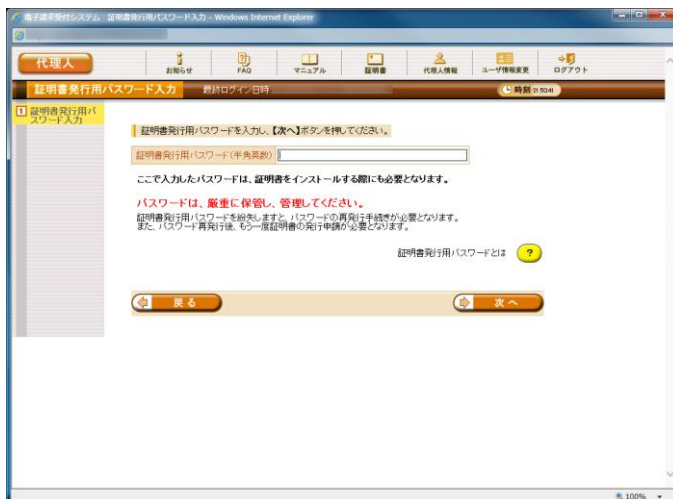 電子請求受付システム 証明書発行用パスワード入力 - Windows Internet Explorer
代理人
お知らせ
FAQ
マニュアル
証明書
代理人情報
ユーザ情報変更
ログアウト
証明書発行用パスワード入力 最終ログイン日時 時刻 21:50:41
1 証明書発行用パ
スワード入力
証明書発行用パスワードを入力し、【次へ】ボタンを押してください。
証明書発行用パスワード(半角英数)
ここで入力したパスワードは、証明書をインストールする際にも必要となります。
パスワードは、厳重に保管し、管理してください。
証明書発行用パスワードを紛失しますと、パスワードの再発行手続きが必要となります。
また、パスワード再発行後、もう一度証明書の発行申請が必要となります。
証明書発行用パスワードとは ?
戻る
次へ
100%